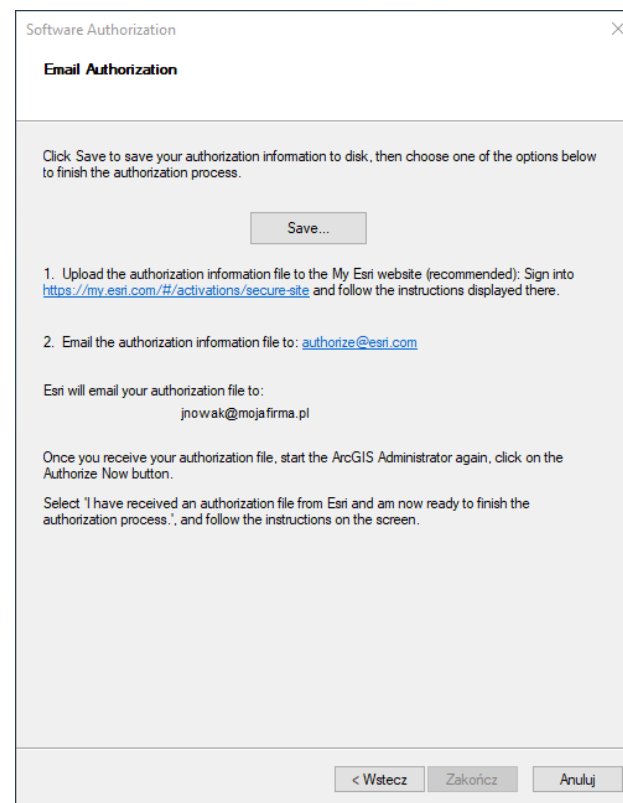 Software Authorization
Email Authorization
Click Save to save your authorization information to disk, then choose one of the options below
to finish the authorization process.
Save...
1. Upload the authorization information file to the My Esri website (recommended): Sign into
https://my.esri.com/#/activations/secure-site and follow the instructions displayed there.
2. Email the authorization information file to: authorize@esri.com
Esri will email your authorization file to:
jnowak@mojafirma.pl
Once you receive your authorization file, start the ArcGIS Administrator again, click on the
Authorize Now button.
Select 'I have received an authorization file from Esri and am now ready to finish the
authorization process.', and follow the instructions on the screen.
< Wstecz Zakończ Anuluj